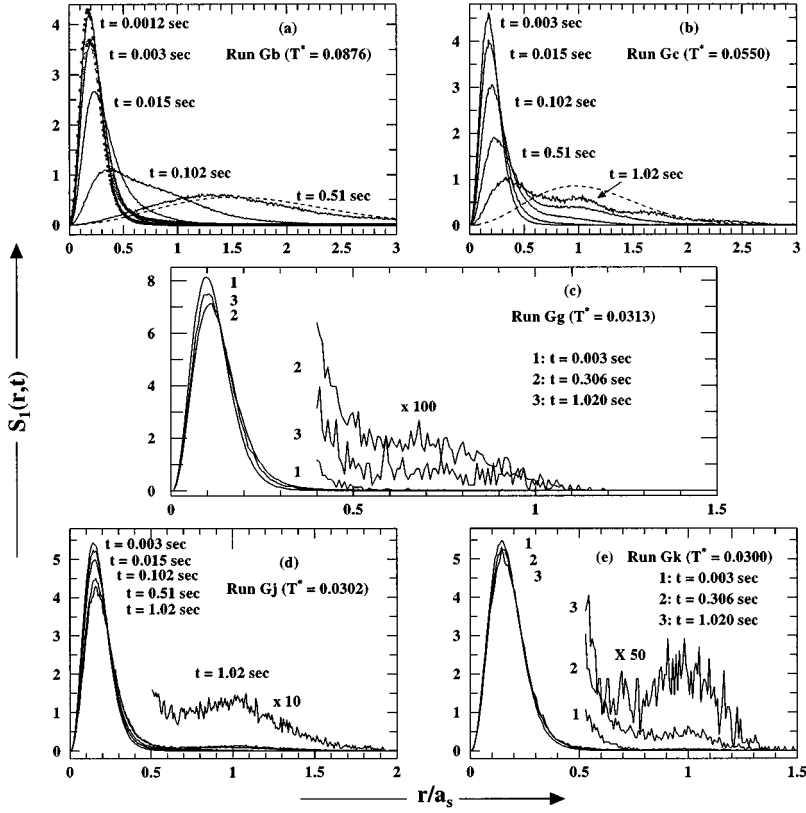 (a)
t = 0.0012 sec
Run Gb (T* = 0.0876)
t = 0.003 sec
t = 0.015 sec
t = 0.102 sec
t = 0.51 sec
4
3
2
1
0
0 0.5 1 1.5 2 2.5 3
(b)
t = 0.003 sec
Run Gc (T* = 0.0550)
t = 0.015 sec
t = 0.102 sec
t = 0.51 sec
t = 1.02 sec
4
3
2
1
0
0 0.5 1 1.5 2 2.5 3
(c)
Run Gg (T* = 0.0313)
1
3
2
1: t = 0.003 sec
2: t = 0.306 sec
3: t = 1.020 sec
2
x 100
3
1
8
6
4
2
0
0 0.5 1 1.5
S1(r,t)
(d)
t = 0.003 sec
t = 0.015 sec
Run Gj (T* = 0.0302)
t = 0.102 sec
t = 0.51 sec
t = 1.02 sec
t = 1.02 sec
x 10
5
4
3
2
1
0
0 0.5 1 1.5 2
(e) Run Gk (T* = 0.0300)
1
2
3
1: t = 0.003 sec
2: t = 0.306 sec
3: t = 1.020 sec
3
X 50
2
1
5
4
3
2
1
0
0 0.5 1 1.5
r/as